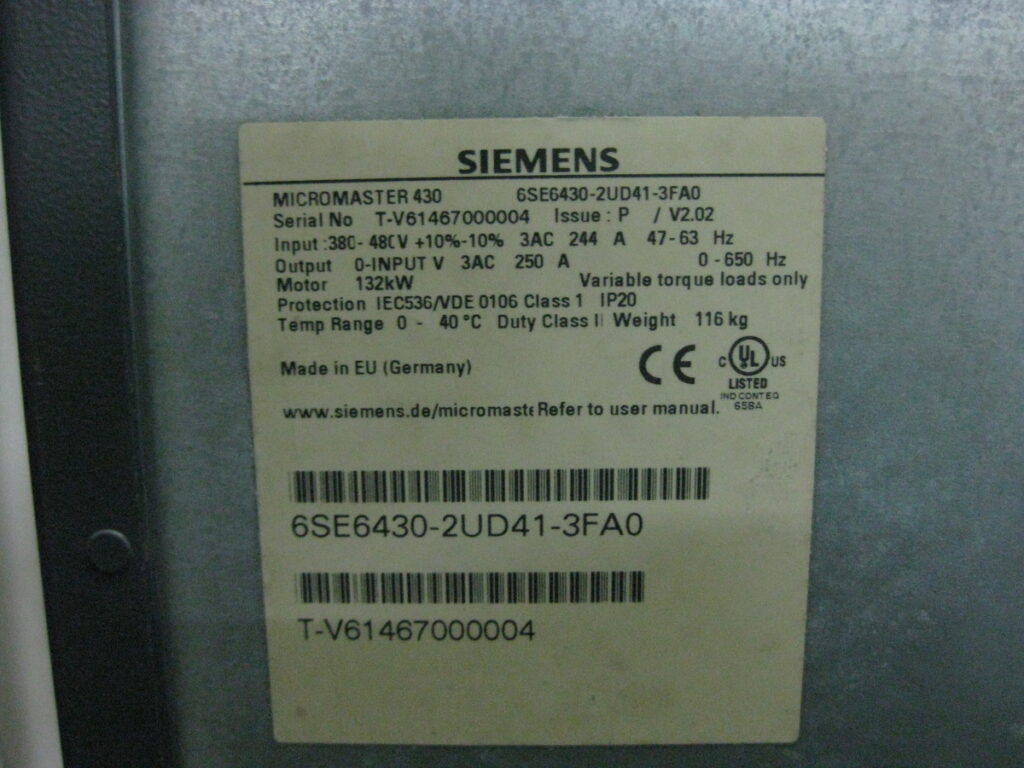 SIEMENS
MICROMASTER 430 6SE6430-2UD41-3FA0
Serial No T-V61467000004 Issue : P / V2.02
Input :380- 480V +10%-10% 3AC 244 A 47-63 Hz
Output 0-INPUT V 3AC 250 A 0-650 Hz
Motor 132kW Variable torque loads only
Protection IEC536/VDE 0106 Class 1 IP20
Temp Range 0 - 40 °C Duty Class II Weight 116 kg
Made in EU (Germany) CE C UL US
LISTED
IND CONT EQ
www.siemens.de/micromaste Refer to user manual. 65BA
6SE6430-2UD41-3FA0
T-V61467000004